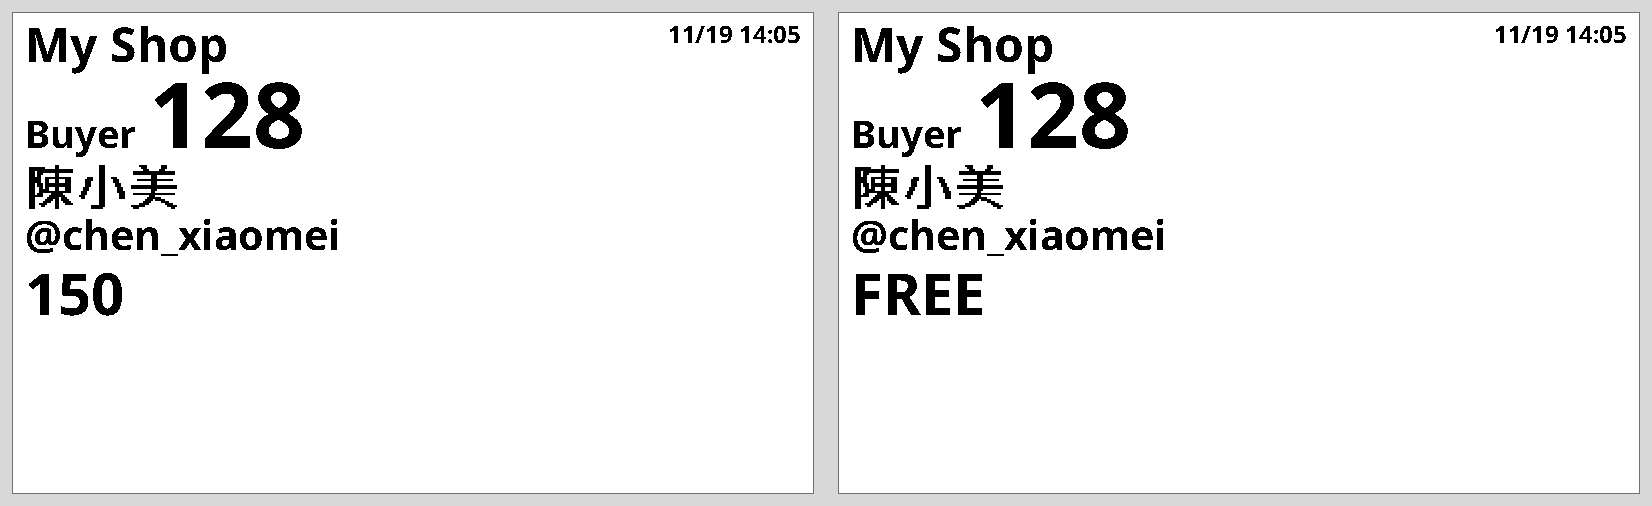 My Shop 11/19 14:05
Buyer 128
陳小美
@chen_xiaomei
150
My Shop 11/19 14:05
Buyer 128
陳小美
@chen_xiaomei
FREE